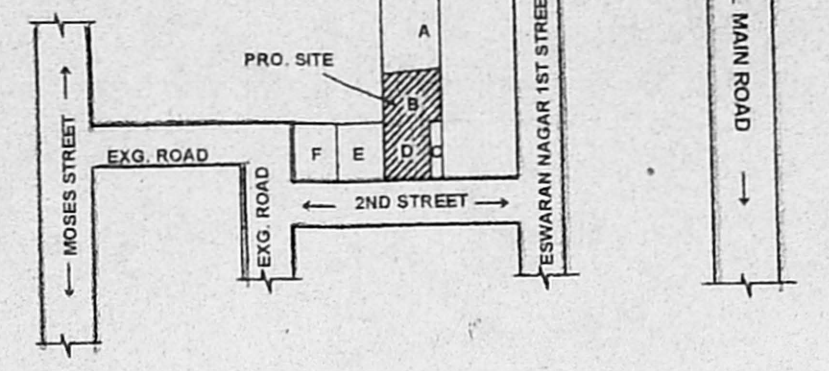 A
PRO. SITE
B
MOSES STREET
EXG. ROAD
F
E
D
C
EXG. ROAD
2ND STREET
ESWARAN NAGAR 1ST STREE
MAIN ROAD